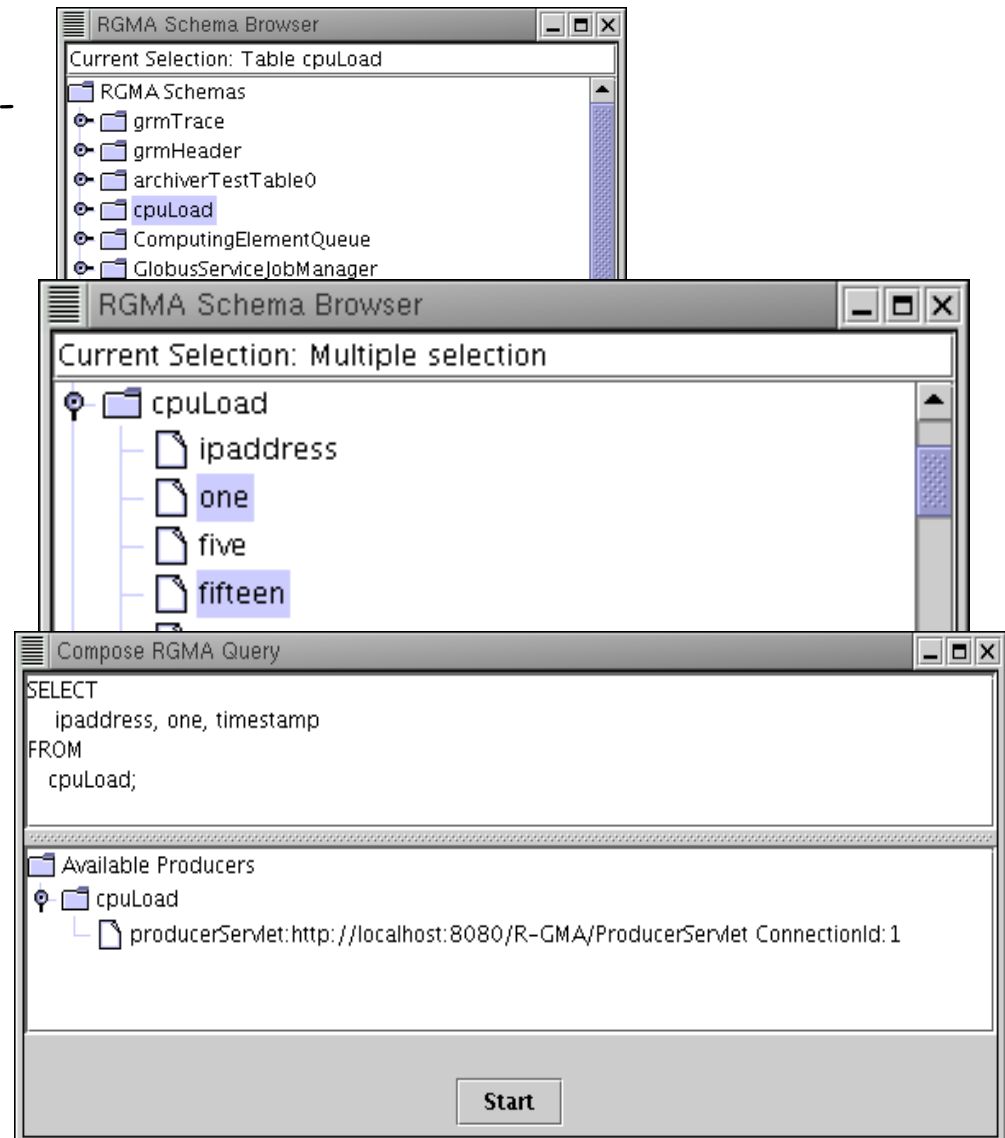 RGMA Schema Browser
Current Selection: Table cpuLoad
RGMA Schemas
grmTrace
grmHeader
archiverTestTable0
cpuLoad
ComputingElementQueue
GlobusServiceJobManager
RGMA Schema Browser
Current Selection: Multiple selection
cpuLoad
ipaddress
one
five
fifteen
Compose RGMA Query
SELECT
ipaddress, one, timestamp
FROM
cpuLoad;
Available Producers
cpuLoad
producerServlet:http://localhost:8080/R-GMA/ProducerServlet ConnectionId:1
Start